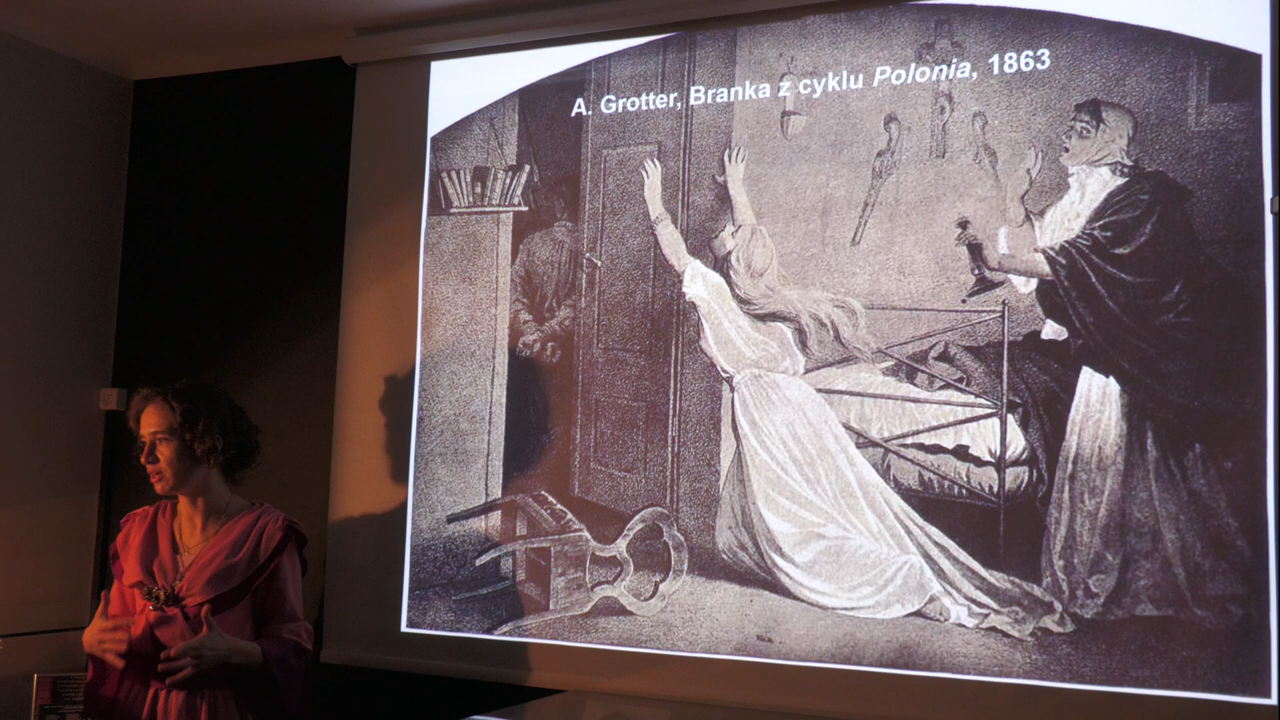 A. Grotter, Branka z cyklu Polonia, 1863